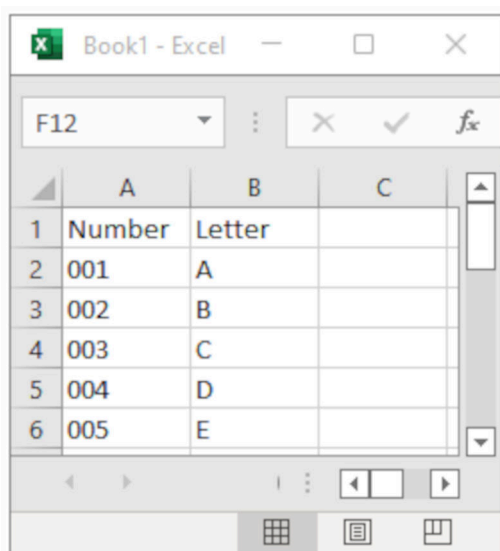 Book1 - Excel
F12 fx
A B C
1 Number Letter
2 001 A
3 002 B
4 003 C
5 004 D
6 005 E